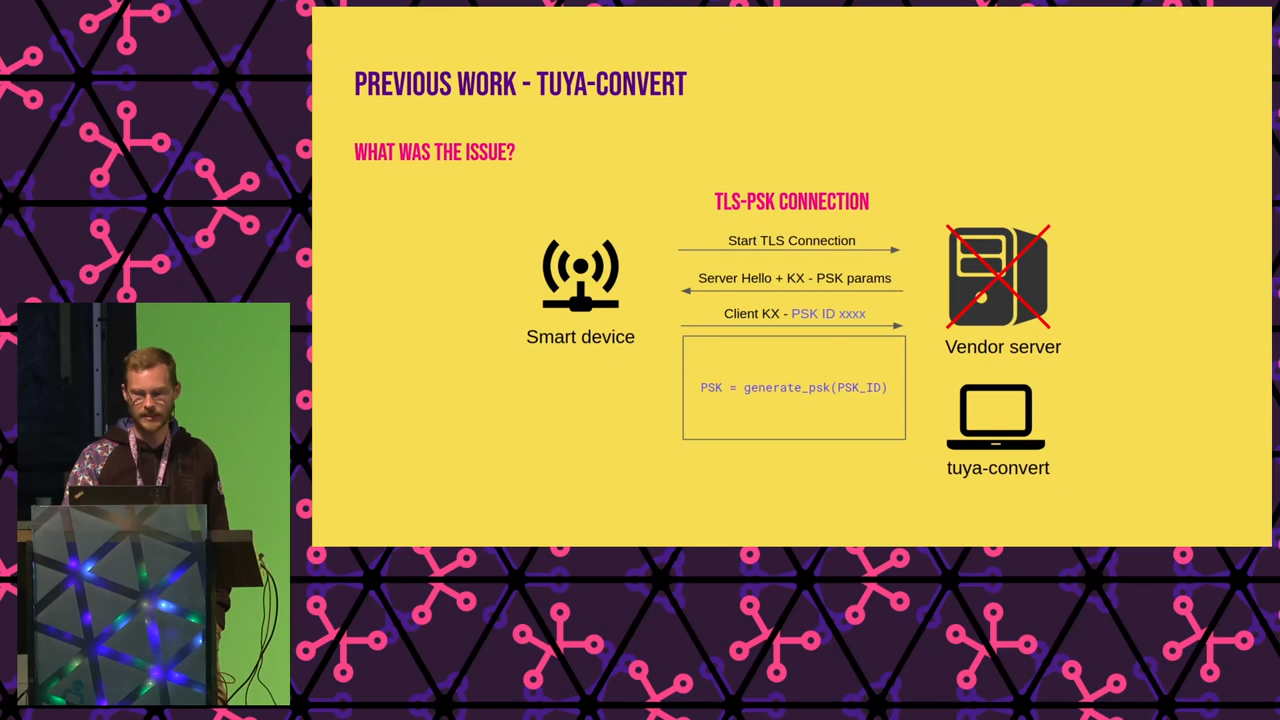 PREVIOUS WORK - TUYA-CONVERT
WHAT WAS THE ISSUE?
TLS-PSK CONNECTION
Start TLS Connection
Server Hello + KX - PSK params
Client KX - PSK ID xxxx
Smart device
Vendor server
PSK = generate_psk(PSK_ID)
tuya-convert